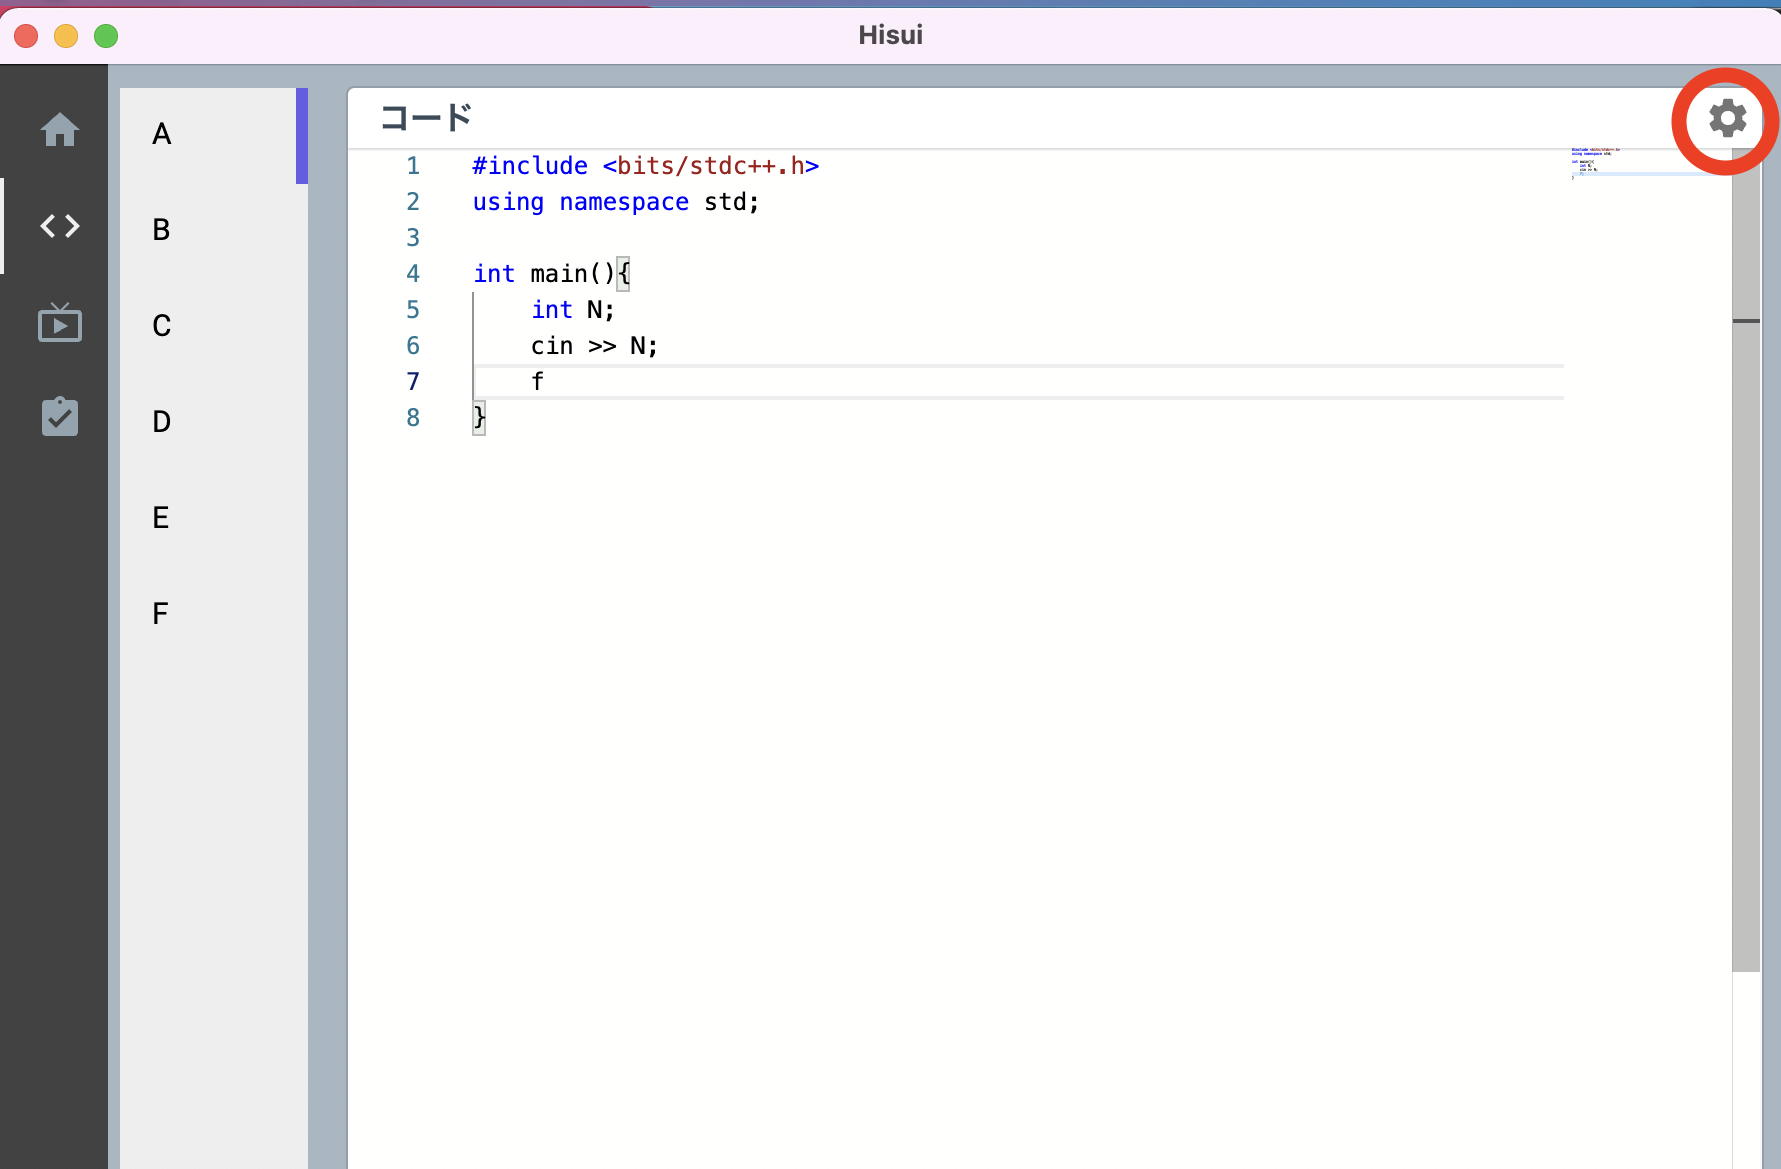 Hisui
A
B
C
D
E
F
コード
1 #include <bits/stdc++.h>
2 using namespace std;
3
4 int main(){
5     int N;
6     cin >> N;
7     f
8 }